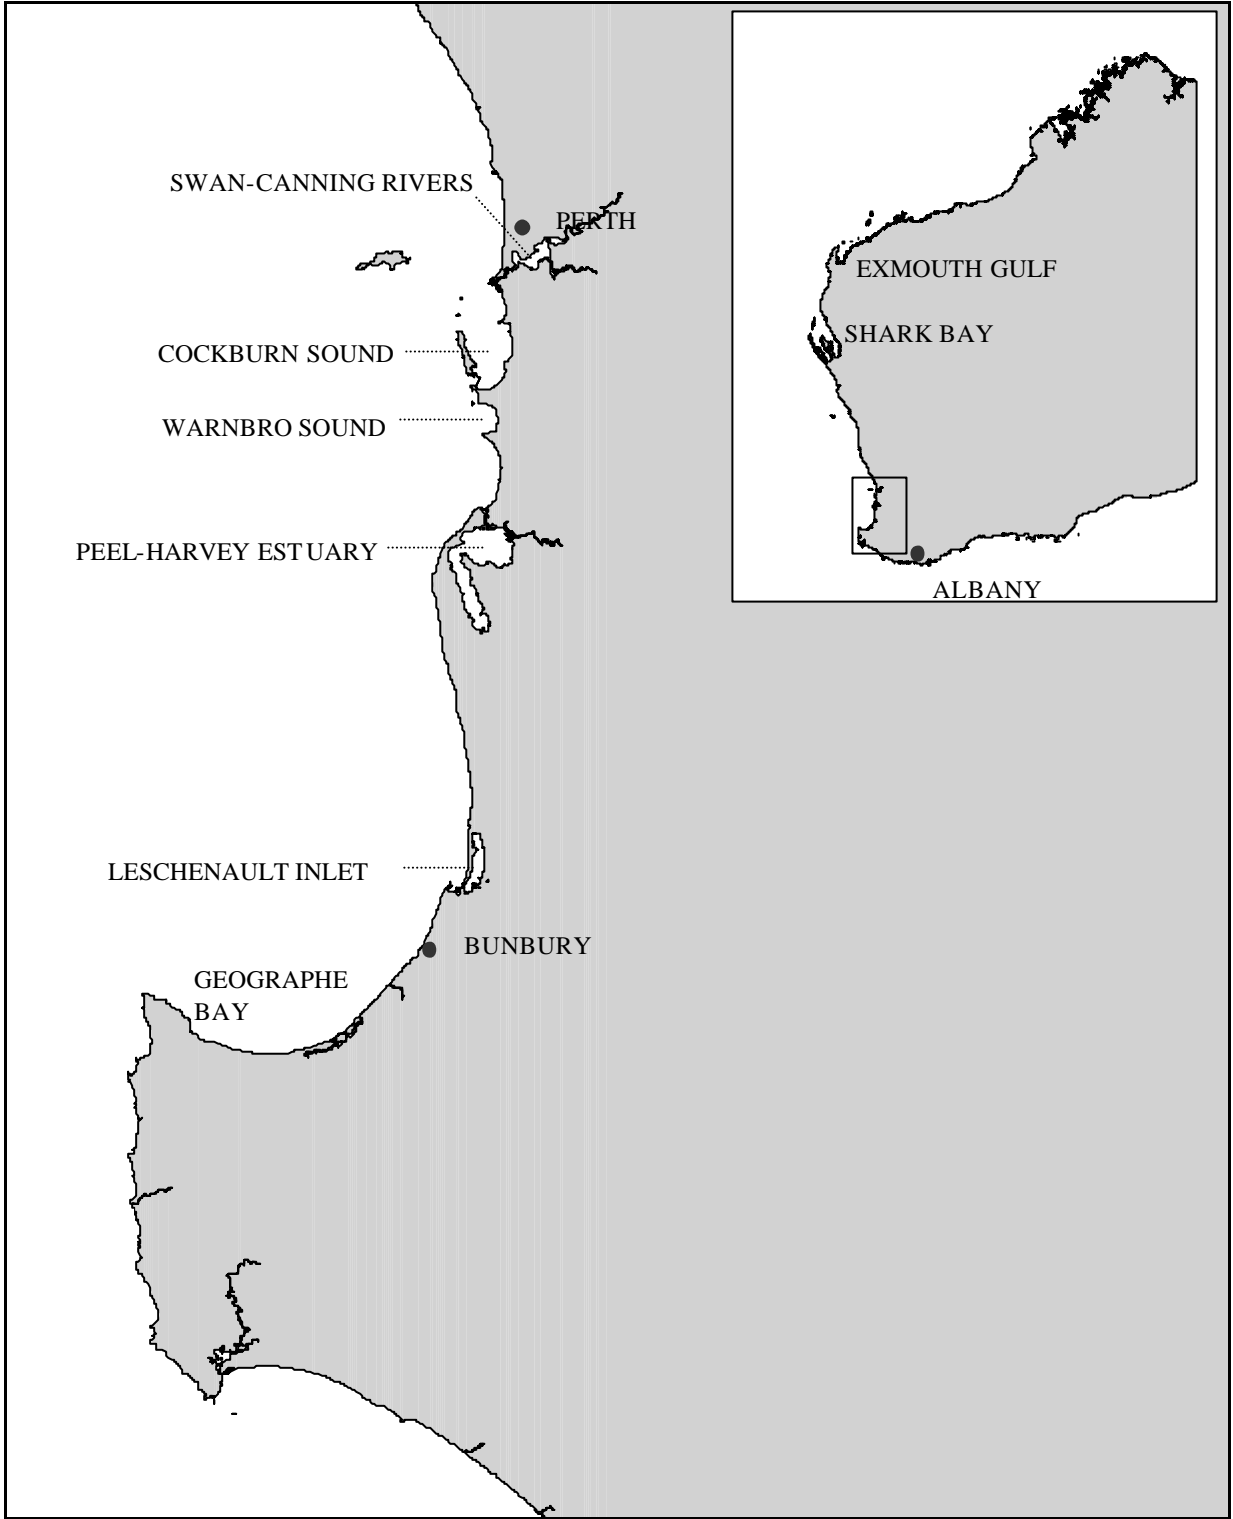 SWAN-CANNING RIVERS
PERTH
EXMOUTH GULF
SHARK BAY
COCKBURN SOUND
WARNBRO SOUND
PEEL-HARVEY ESTUARY
ALBANY
LESCHENAULT INLET
BUNBURY
GEOGRAPHE
BAY